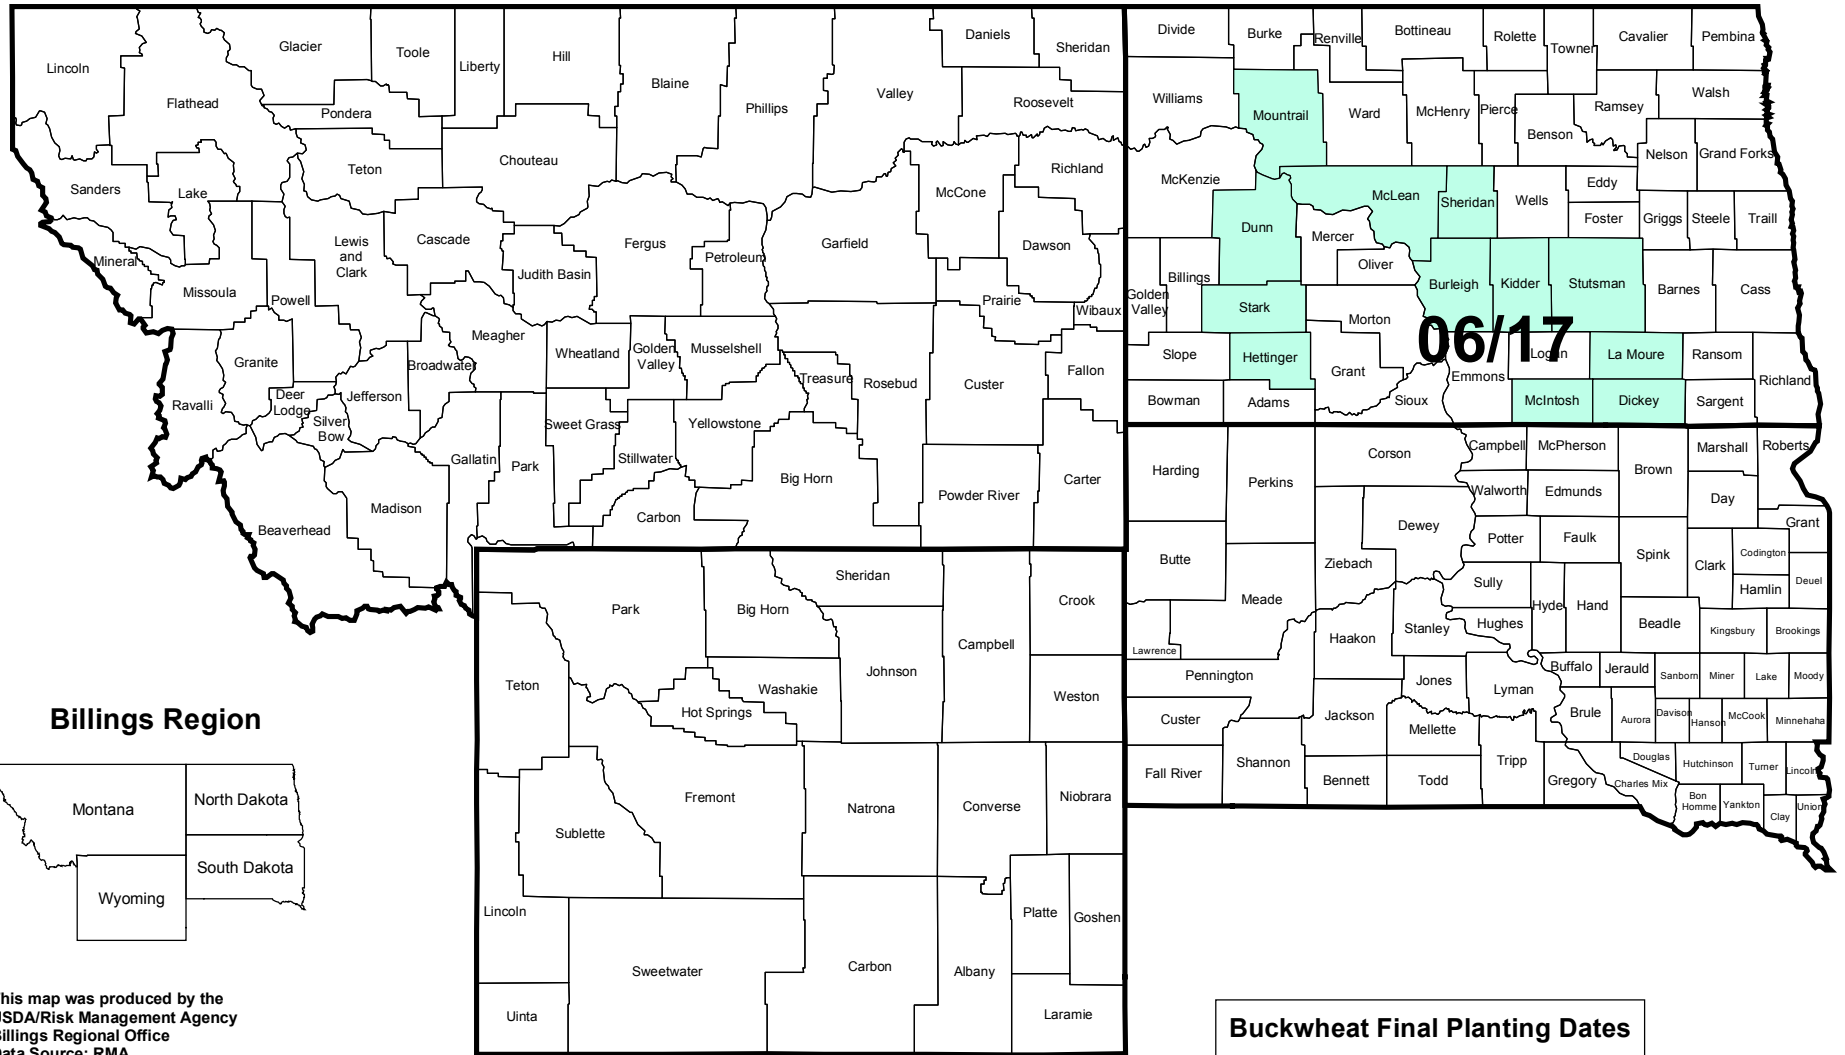 Lincoln
Flathead
Glacier
Toole
Liberty
Hill
Blaine
Phillips
Valley
Daniels
Sheridan
Roosevelt
Pondera
Teton
Chouteau
Sanders
Lake
Richland
McCone
Lewis
and
Clark
Cascade
Fergus
Petroleum
Garfield
Dawson
Judith Basin
Mineral
Missoula
Powell
Prairie
Wibaux
Meagher
Wheatland
Golden
Valley
Musselshell
Granite
Broadwater
Treasure
Rosebud
Custer
Fallon
Deer
Lodge
Jefferson
Ravalli
Silver
Bow
Sweet Grass
Yellowstone
Gallatin
Park
Stillwater
Big Horn
Powder River
Carter
Madison
Carbon
Beaverhead
Divide
Burke
Renville
Bottineau
Rolette
Towner
Cavalier
Pembina
Williams
Mountrail
Ward
McHenry
Pierce
Ramsey
Walsh
Benson
Nelson
Grand Forks
McKenzie
McLean
Sheridan
Wells
Eddy
Foster
Griggs
Steele
Traill
Dunn
Mercer
Oliver
Billings
Golden
Valley
Burleigh
Kidder
Stutsman
Barnes
Cass
Stark
Morton
06/17
Slope
Hettinger
Grant
Emmons
Logan
La Moure
Ransom
Richland
Bowman
Adams
Sioux
McIntosh
Dickey
Sargent
Harding
Perkins
Corson
Campbell
McPherson
Brown
Marshall
Roberts
Walworth
Edmunds
Day
Dewey
Grant
Butte
Ziebach
Potter
Faulk
Spink
Clark
Codington
Hamlin
Deuel
Meade
Sully
Hyde
Hand
Haakon
Stanley
Hughes
Beadle
Kingsbury
Brookings
Lawrence
Pennington
Jones
Lyman
Buffalo
Jerauld
Sanborn
Miner
Lake
Moody
Custer
Jackson
Mellette
Brule
Aurora
Davison
Hanson
McCook
Minnehaha
Fall River
Shannon
Bennett
Todd
Tripp
Gregory
Douglas
Charles Mix
Hutchinson
Turner
Lincoln
Bon
Homme
Yankton
Clay
Union
Park
Big Horn
Sheridan
Crook
Campbell
Johnson
Teton
Washakie
Hot Springs
Weston
Fremont
Natrona
Converse
Niobrara
Sublette
Lincoln
Platte
Goshen
Sweetwater
Carbon
Albany
Uinta
Laramie
Billings Region
Montana
North Dakota
South Dakota
Wyoming
This map was produced by the
USDA/Risk Management Agency
Billings Regional Office
Data Source: RMA
Buckwheat Final Planting Dates